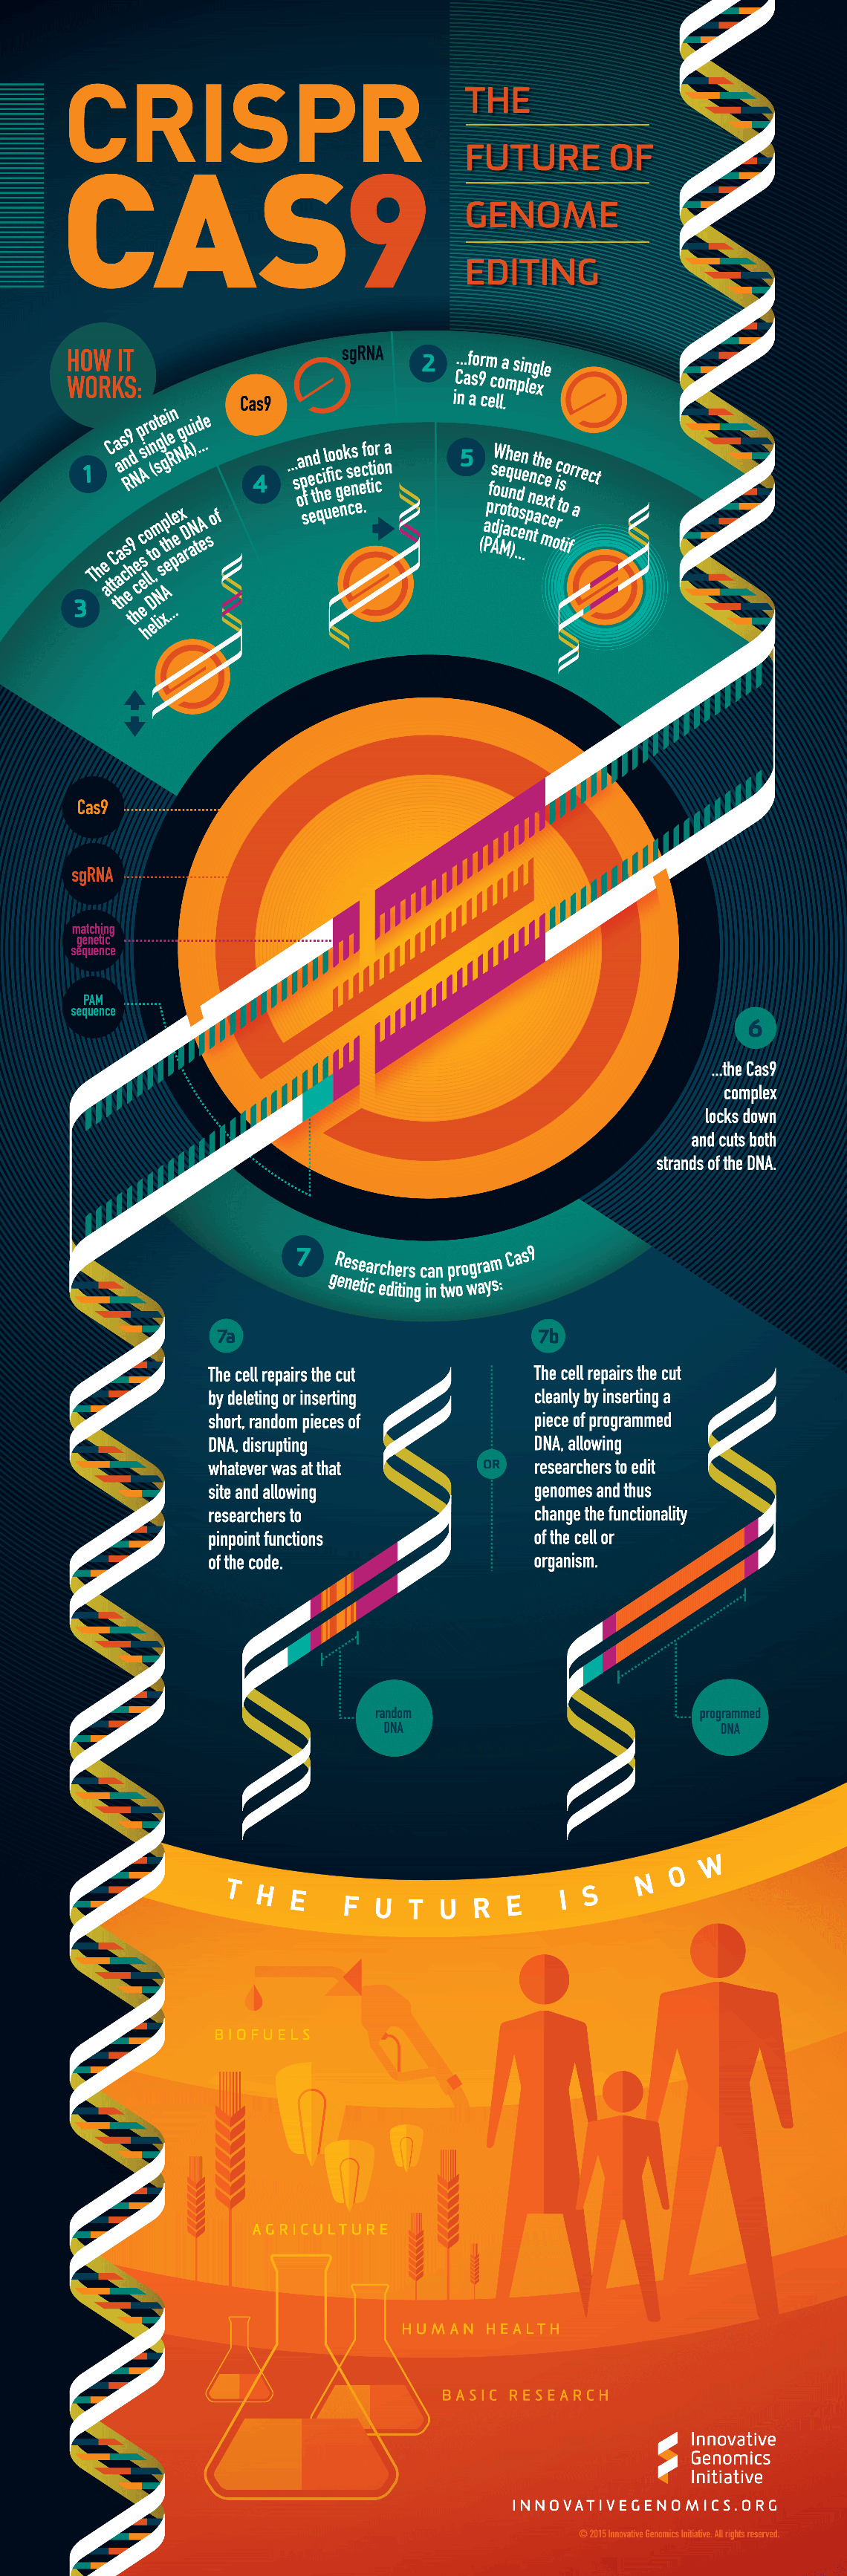 CRISPR
CAS9
THE
FUTURE OF
GENOME
EDITING
HOW IT
WORKS:
1
Cas9 protein
and single guide
RNA (sgRNA)...
Cas9
sgRNA
2
...form a single
Cas9 complex
in a cell.
3
The Cas9 complex
attaches to the DNA of
the cell, separates
the DNA
helix...
4
...and looks for a
specific section
of the genetic
sequence.
5
When the correct
sequence is
found next to a
protospacer
adjacent motif
(PAM)...
Cas9
sgRNA
matching
genetic
sequence
PAM
sequence
6
...the Cas9
complex
locks down
and cuts both
strands of the DNA.
7
Researchers can program Cas9
genetic editing in two ways:
7a
The cell repairs the cut
by deleting or inserting
short, random pieces of
DNA, disrupting
whatever was at that
site and allowing
researchers to
pinpoint functions
of the code.
random
DNA
OR
7b
The cell repairs the cut
cleanly by inserting a
piece of programmed
DNA, allowing
researchers to edit
genomes and thus
change the functionality
of the cell or
organism.
programmed
DNA
THE FUTURE IS NOW
BIOFUELS
AGRICULTURE
HUMAN HEALTH
BASIC RESEARCH
Innovative
Genomics
Initiative
INNOVATIVEGENOMICS.ORG
© 2015 Innovative Genomics Initiative. All rights reserved.